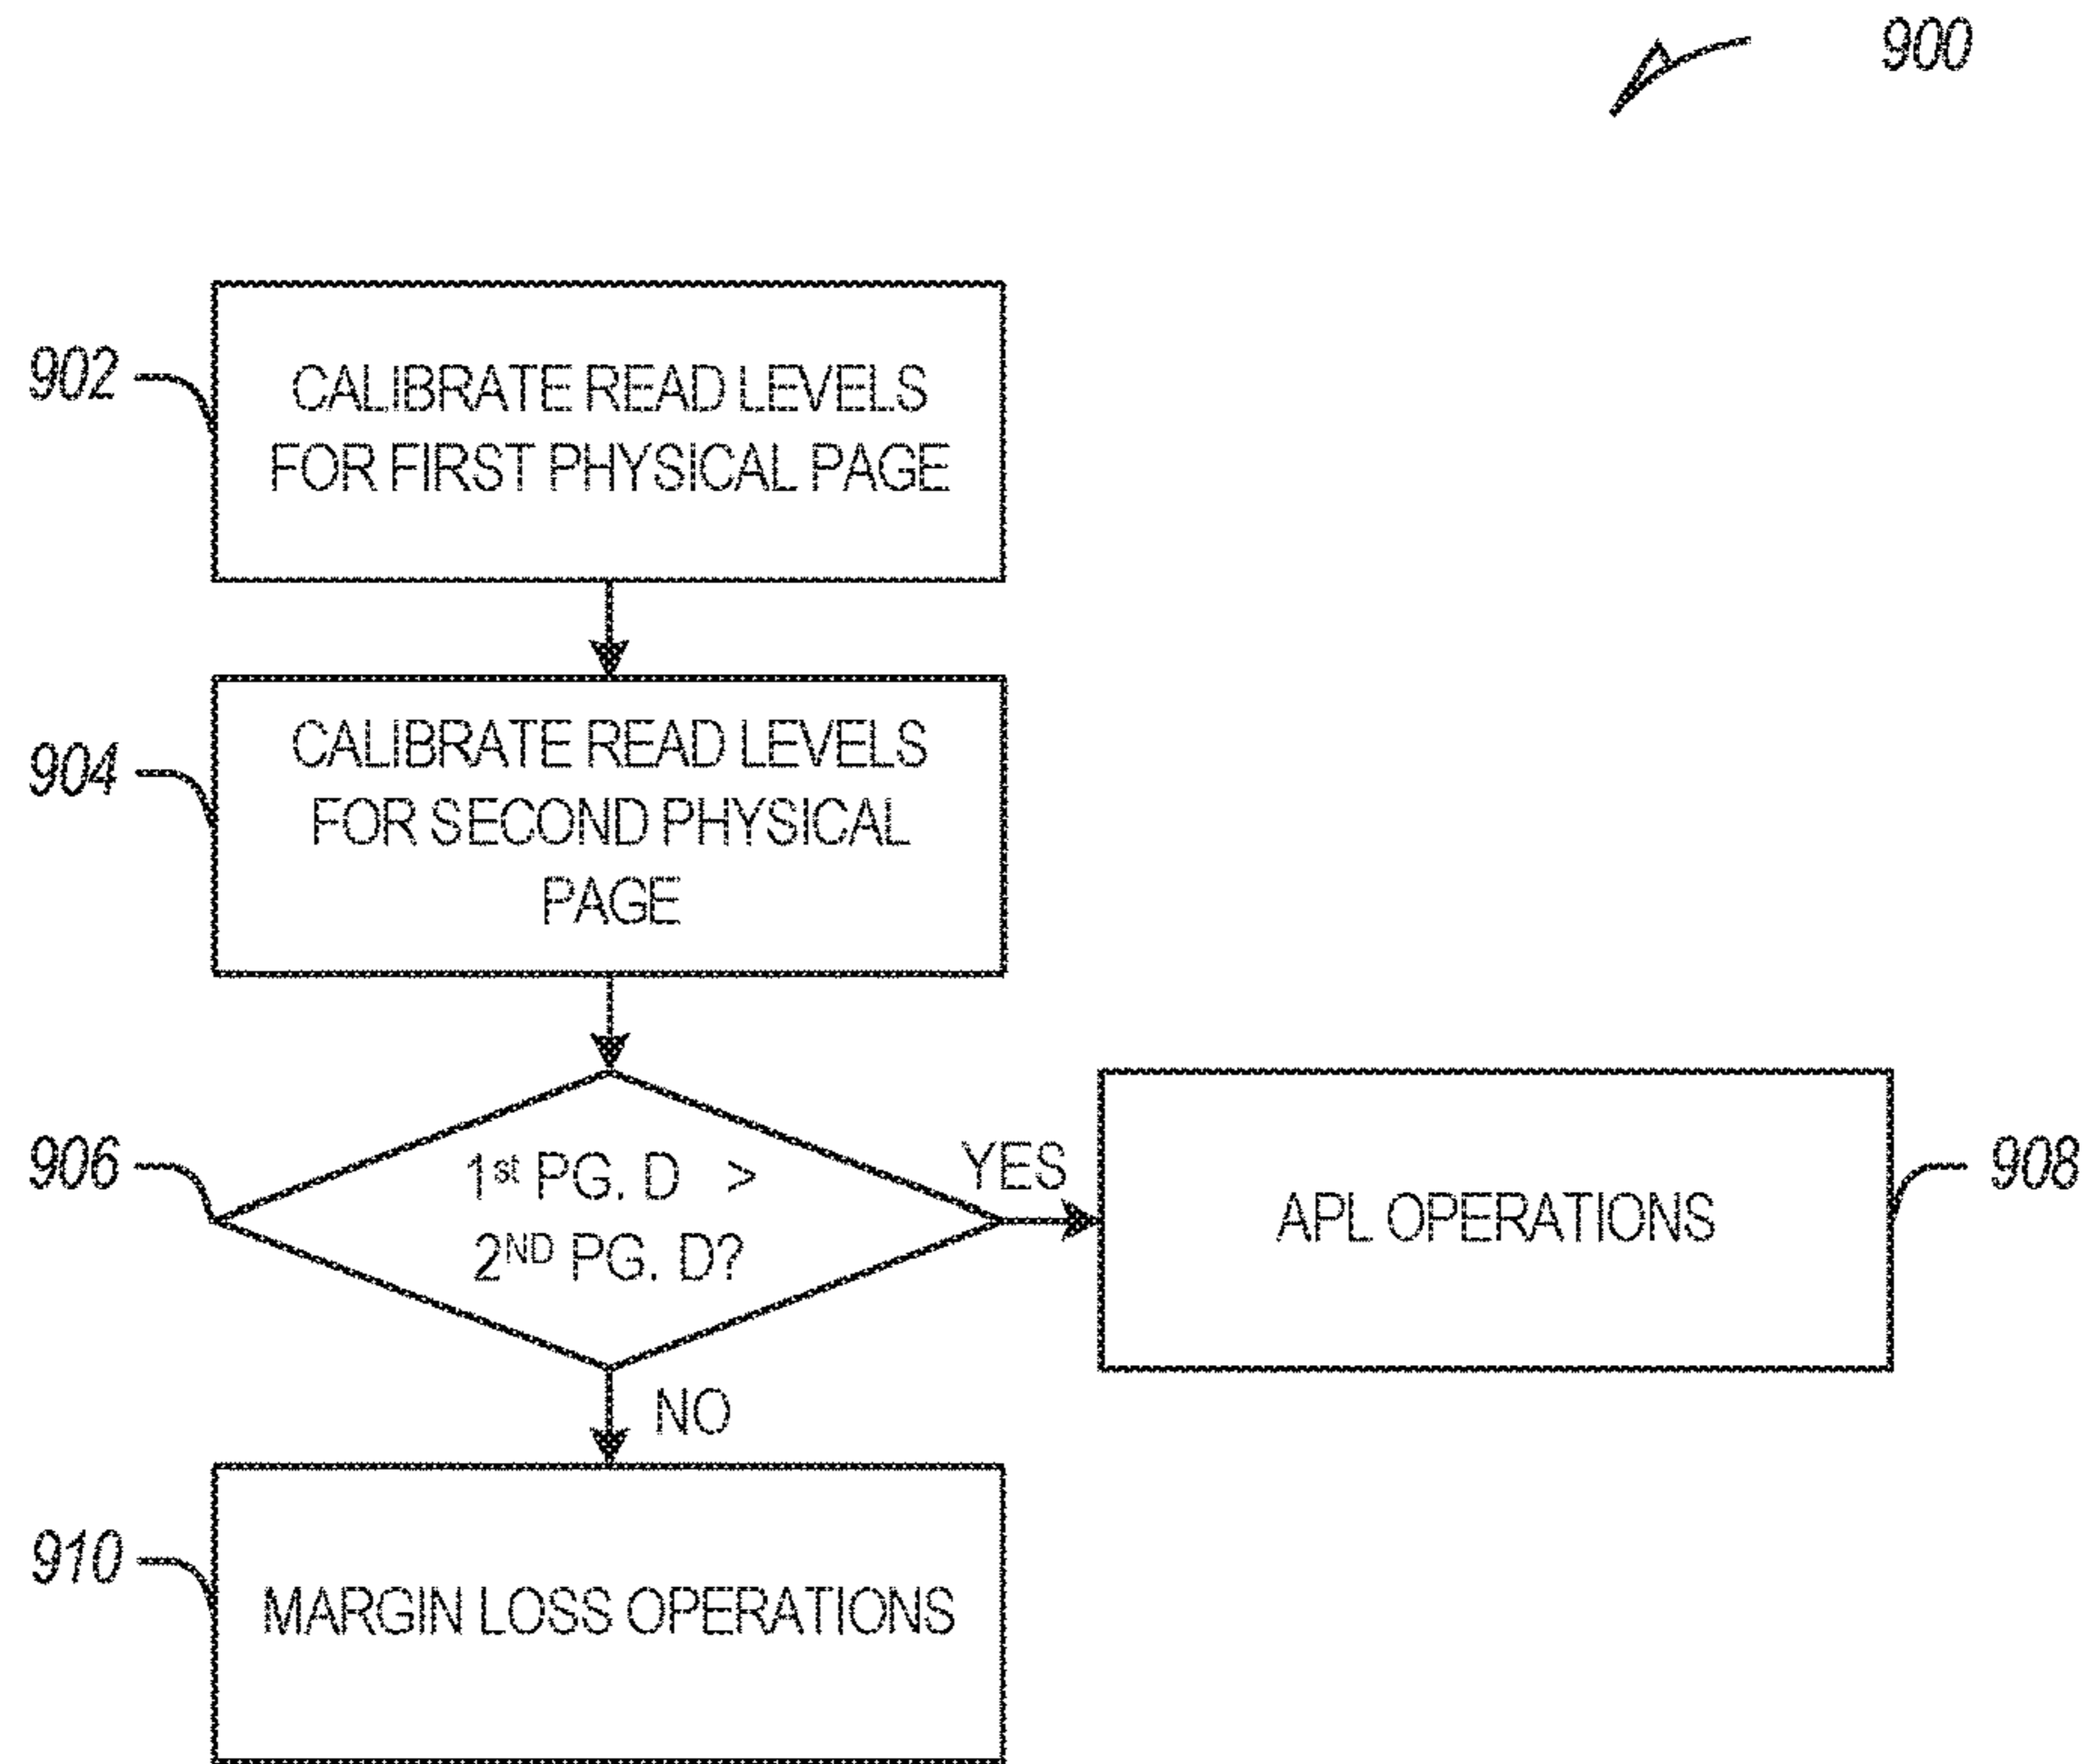 900
902
CALIBRATE READ LEVELS
FOR FIRST PHYSICAL PAGE
904
CALIBRATE READ LEVELS
FOR SECOND PHYSICAL
PAGE
906
1st PG. D >
2ND PG. D?
YES
APL OPERATIONS
908
NO
910
MARGIN LOSS OPERATIONS